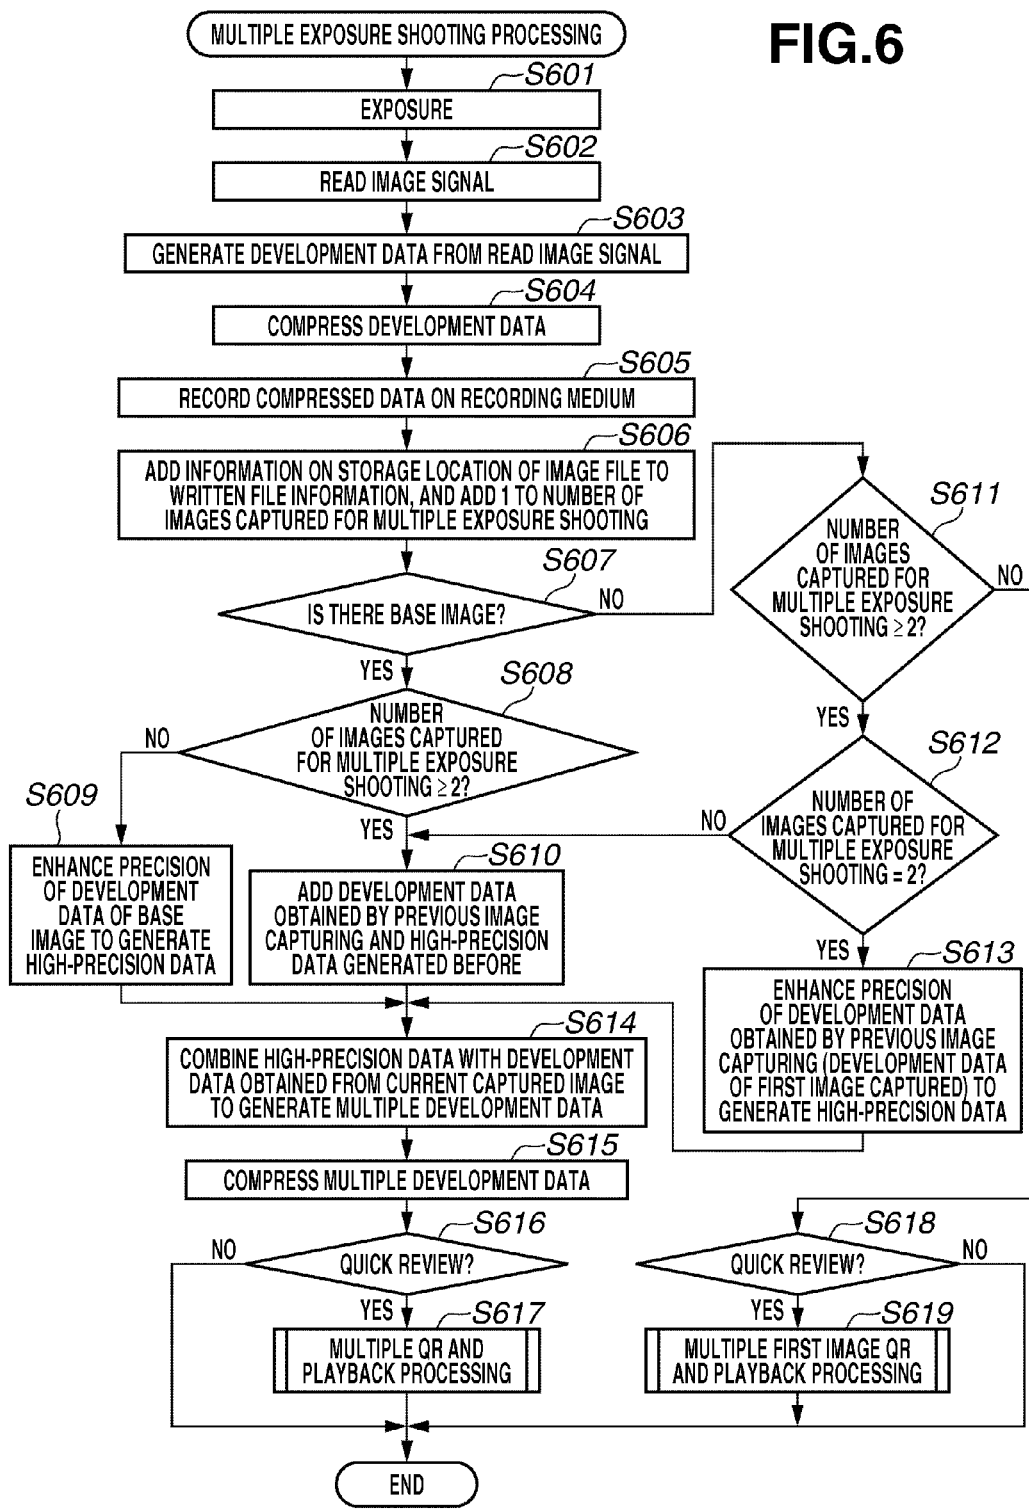 FIG.6
MULTIPLE EXPOSURE SHOOTING PROCESSING
S601
EXPOSURE
S602
READ IMAGE SIGNAL
S603
GENERATE DEVELOPMENT DATA FROM READ IMAGE SIGNAL
S604
COMPRESS DEVELOPMENT DATA
S605
RECORD COMPRESSED DATA ON RECORDING MEDIUM
S606
ADD INFORMATION ON STORAGE LOCATION OF IMAGE FILE TO
WRITTEN FILE INFORMATION, AND ADD 1 TO NUMBER OF
IMAGES CAPTURED FOR MULTIPLE EXPOSURE SHOOTING
S607
IS THERE BASE IMAGE?
NO
YES
S608
NUMBER
OF IMAGES CAPTURED
FOR MULTIPLE EXPOSURE
SHOOTING ≥ 2?
NO
YES
S609
ENHANCE PRECISION
OF DEVELOPMENT
DATA OF BASE
IMAGE TO GENERATE
HIGH-PRECISION DATA
S610
ADD DEVELOPMENT DATA
OBTAINED BY PREVIOUS IMAGE
CAPTURING AND HIGH-PRECISION
DATA GENERATED BEFORE
S611
NUMBER
OF IMAGES
CAPTURED FOR
MULTIPLE EXPOSURE
SHOOTING ≥ 2?
NO
YES
S612
NUMBER OF
IMAGES CAPTURED FOR
MULTIPLE EXPOSURE
SHOOTING = 2?
NO
YES
S613
ENHANCE PRECISION
OF DEVELOPMENT DATA
OBTAINED BY PREVIOUS IMAGE
CAPTURING (DEVELOPMENT DATA
OF FIRST IMAGE CAPTURED) TO
GENERATE HIGH-PRECISION DATA
S614
COMBINE HIGH-PRECISION DATA WITH DEVELOPMENT
DATA OBTAINED FROM CURRENT CAPTURED IMAGE
TO GENERATE MULTIPLE DEVELOPMENT DATA
S615
COMPRESS MULTIPLE DEVELOPMENT DATA
S616
QUICK REVIEW?
NO
YES
S617
MULTIPLE QR AND
PLAYBACK PROCESSING
S618
QUICK REVIEW?
NO
YES
S619
MULTIPLE FIRST IMAGE QR
AND PLAYBACK PROCESSING
END